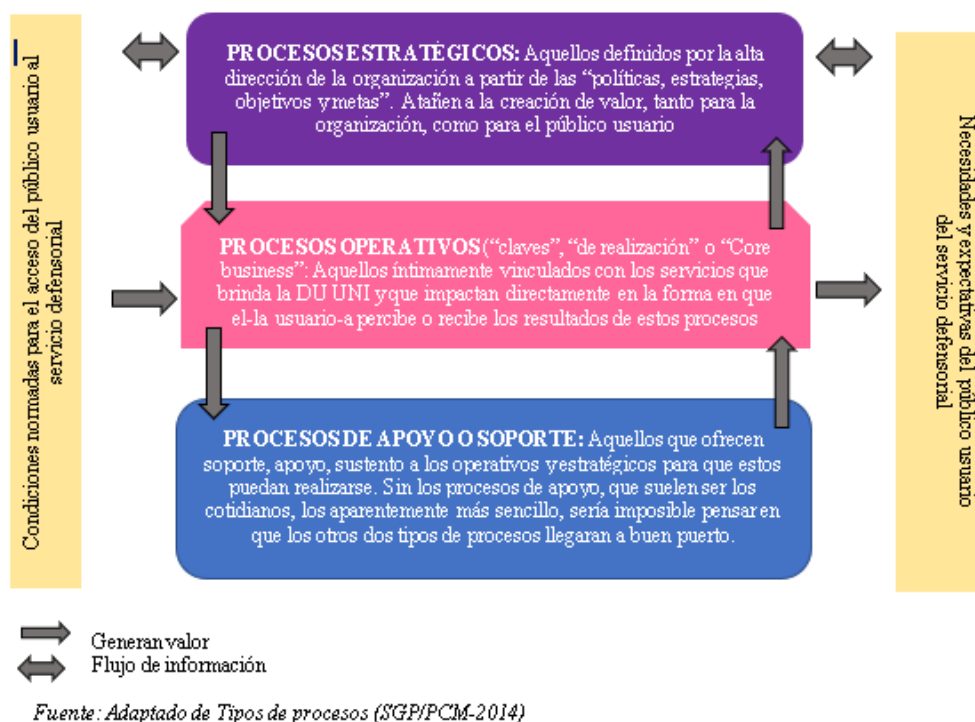 Condiciones normadas para el acceso del público usuario al
servicio defensorial
PROCESOS ESTRATÉGICOS: Aquellos definidos por la alta
dirección de la organización a partir de las “políticas, estrategias,
objetivos y metas”. Atañen a la creación de valor, tanto para la
organización, como para el público usuario
PROCESOS OPERATIVOS (“claves”, “de realización” o “Core
business”: Aquellos íntimamente vinculados con los servicios que
brinda la DU UNI y que impactan directamente en la forma en que
el-la usuario-a percibe o recibe los resultados de estos procesos
PROCESOS DE APOYO O SOPORTE: Aquellos que ofrecen
soporte, apoyo, sustento a los operativos y estratégicos para que estos
puedan realizarse. Sin los procesos de apoyo, que suelen ser los
cotidianos, los aparentemente más sencillo, sería imposible pensar en
que los otros dos tipos de procesos llegaran a buen puerto.
Necesidades y expectativas del público usuario
del servicio defensorial
Generan valor
Flujo de información
Fuente: Adaptado de Tipos de procesos (SGP/PCM-2014)